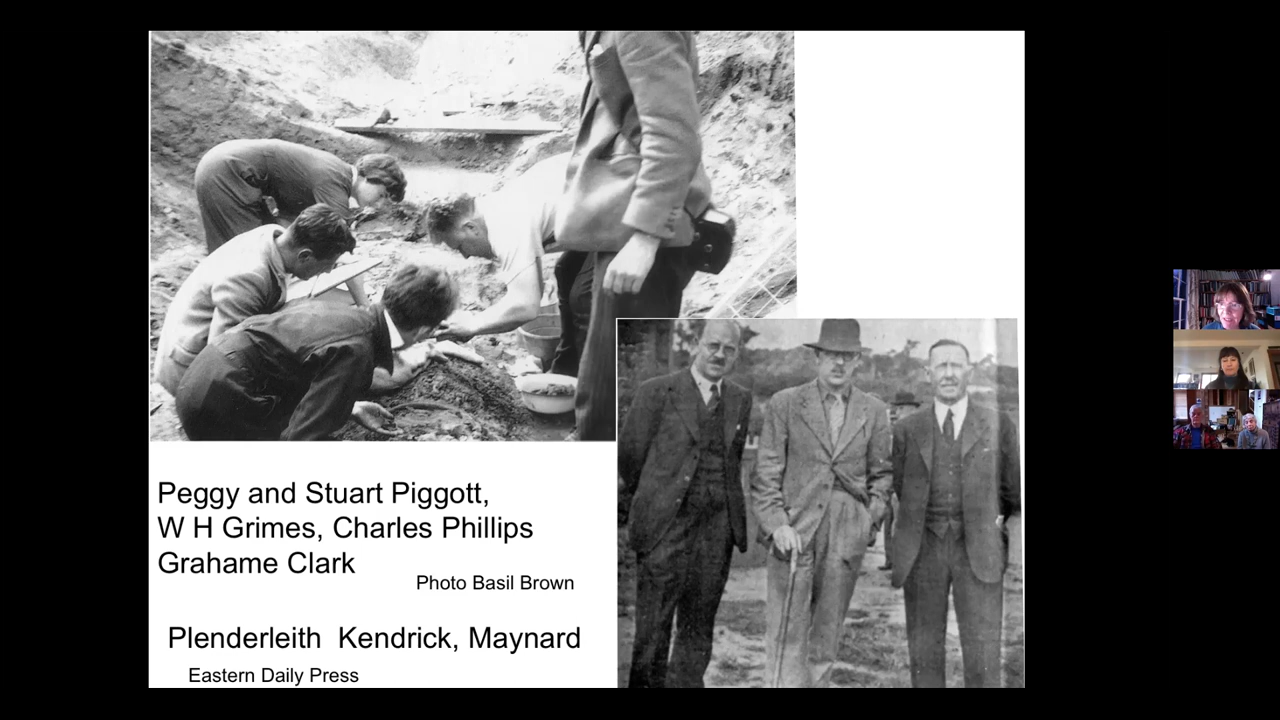 Peggy and Stuart Piggott,
W H Grimes, Charles Phillips
Grahame Clark
Photo Basil Brown
Plenderleith Kendrick, Maynard
Eastern Daily Press